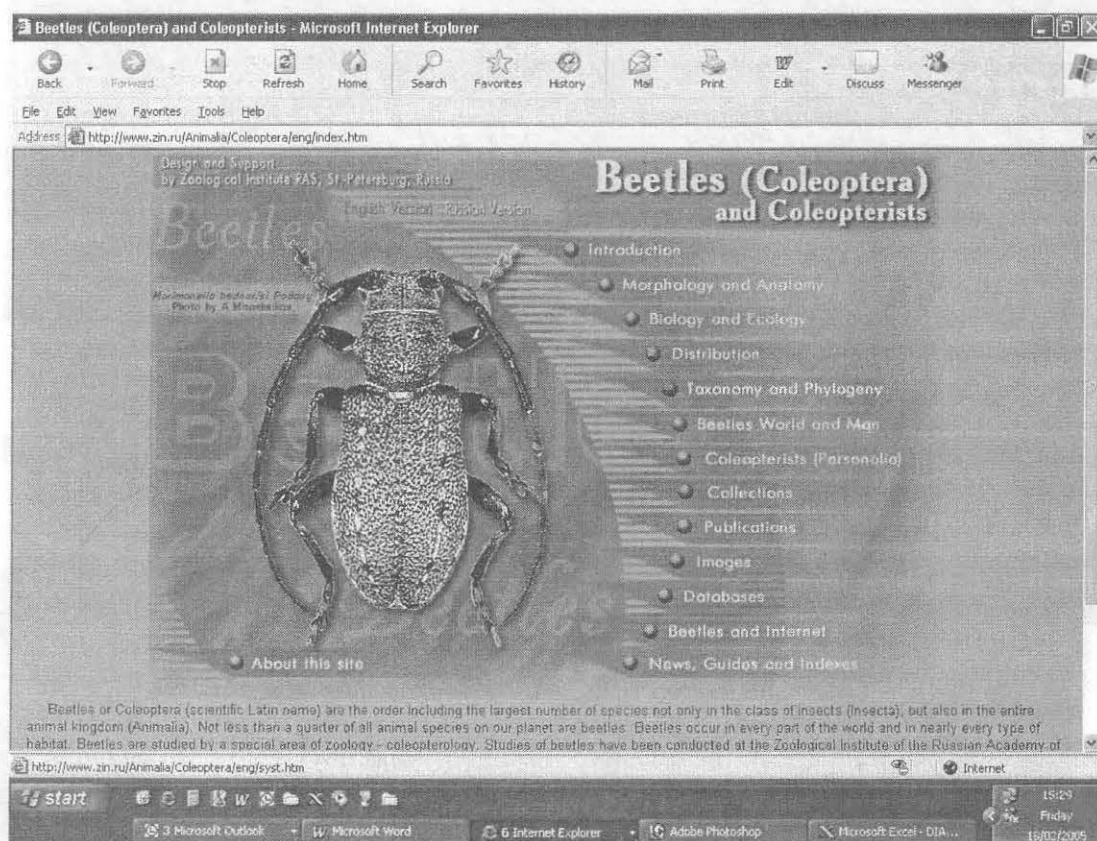 Beetles (Coleoptera) and Coleopterists - Microsoft Internet Explorer
Back Forward Stop Refresh Home Search Favorites History Mail Print Edit Discuss Messenger
File Edit View Favorites Tools Help
Address http://www.zin.ru/Animalia/Coleoptera/eng/index.htm
Design and Support
by Zoological Institute RAS, St.-Petersburg, Russia
English Version Russian Version
Beetles (Coleoptera)
and Coleopterists
Beetles
Photo by A.
Introduction
Morphology and Anatomy
Biology and Ecology
Distribution
Taxonomy and Phylogeny
Beetles World and Man
Coleopterists (Personalia)
Collections
Publications
Images
Databases
Beetles and Internet
News, Guides and Indexes
About this site
Beetles or Coleoptera (scientific Latin name) are the order including the largest number of species not only in the class of insects (Insecta), but also in the entire
animal kingdom (Animalia). Not less than a quarter of all animal species on our planet are beetles. Beetles occur in every part of the world and in nearly every type of
habitat. Beetles are studied by a special area of zoology - coleopterology. Studies of beetles have been conducted at the Zoological Institute of the Russian Academy of
http://www.zin.ru/Animalia/Coleoptera/eng/syst.htm Internet
start 15:29
3 Microsoft Outlook Microsoft Word 6 Internet Explorer Adobe Photoshop Microsoft Excel - DIA... Friday